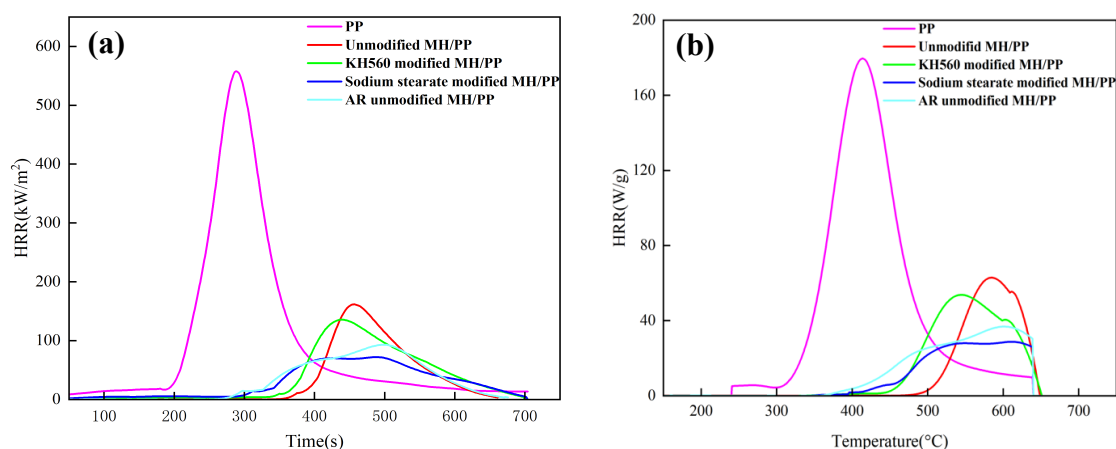 (a)
PP
Unmodified MH/PP
KH560 modified MH/PP
Sodium stearate modified MH/PP
AR unmodified MH/PP
600
500
400
300
200
100
0
HRR(kW/m²)
100 200 300 400 500 600 700
Time(s)
(b)
PP
Unmodifid MH/PP
KH560 modified MH/PP
Sodium stearate modified MH/PP
AR unmodified MH/PP
200
160
120
80
40
0
HRR(W/g)
200 300 400 500 600 700
Temperature(°C)